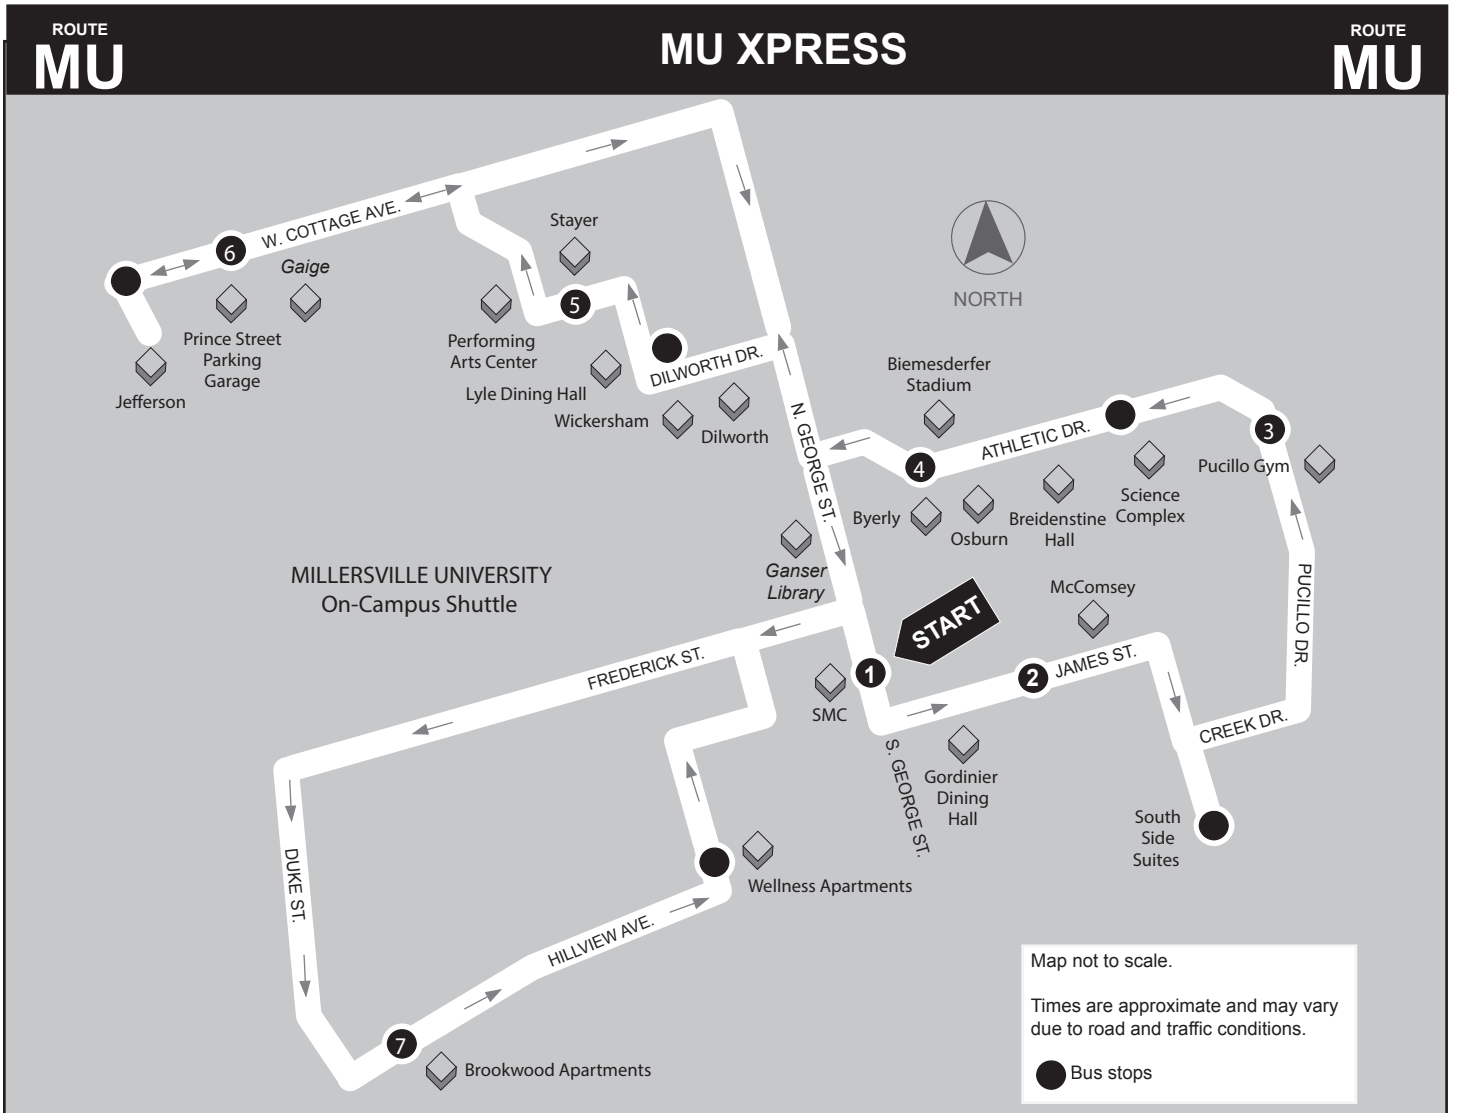 ROUTE
MU
MU XPRESS
ROUTE
MU
Stayer
W. COTTAGE AVE.
6
Gaige
5
NORTH
Prince Street
Parking
Garage
Jefferson
Performing
Arts Center
Lyle Dining Hall
Wickersham
DILWORTH DR.
Dilworth
N. GEORGE ST.
Biemesderfer
Stadium
ATHLETIC DR.
3
4
Pucillo Gym
Science
Complex
Byerly
Osburn
Breidenstine
Hall
Ganser
Library
MILLERSVILLE UNIVERSITY
On-Campus Shuttle
McComsey
START
PUCILLO DR.
FREDERICK ST.
1
2
JAMES ST.
SMC
CREEK DR.
S. GEORGE ST.
Gordinier
Dining
Hall
South
Side
Suites
DUKE ST.
Wellness Apartments
HILLVIEW AVE.
7
Brookwood Apartments
Map not to scale.
Times are approximate and may vary
due to road and traffic conditions.
Bus stops